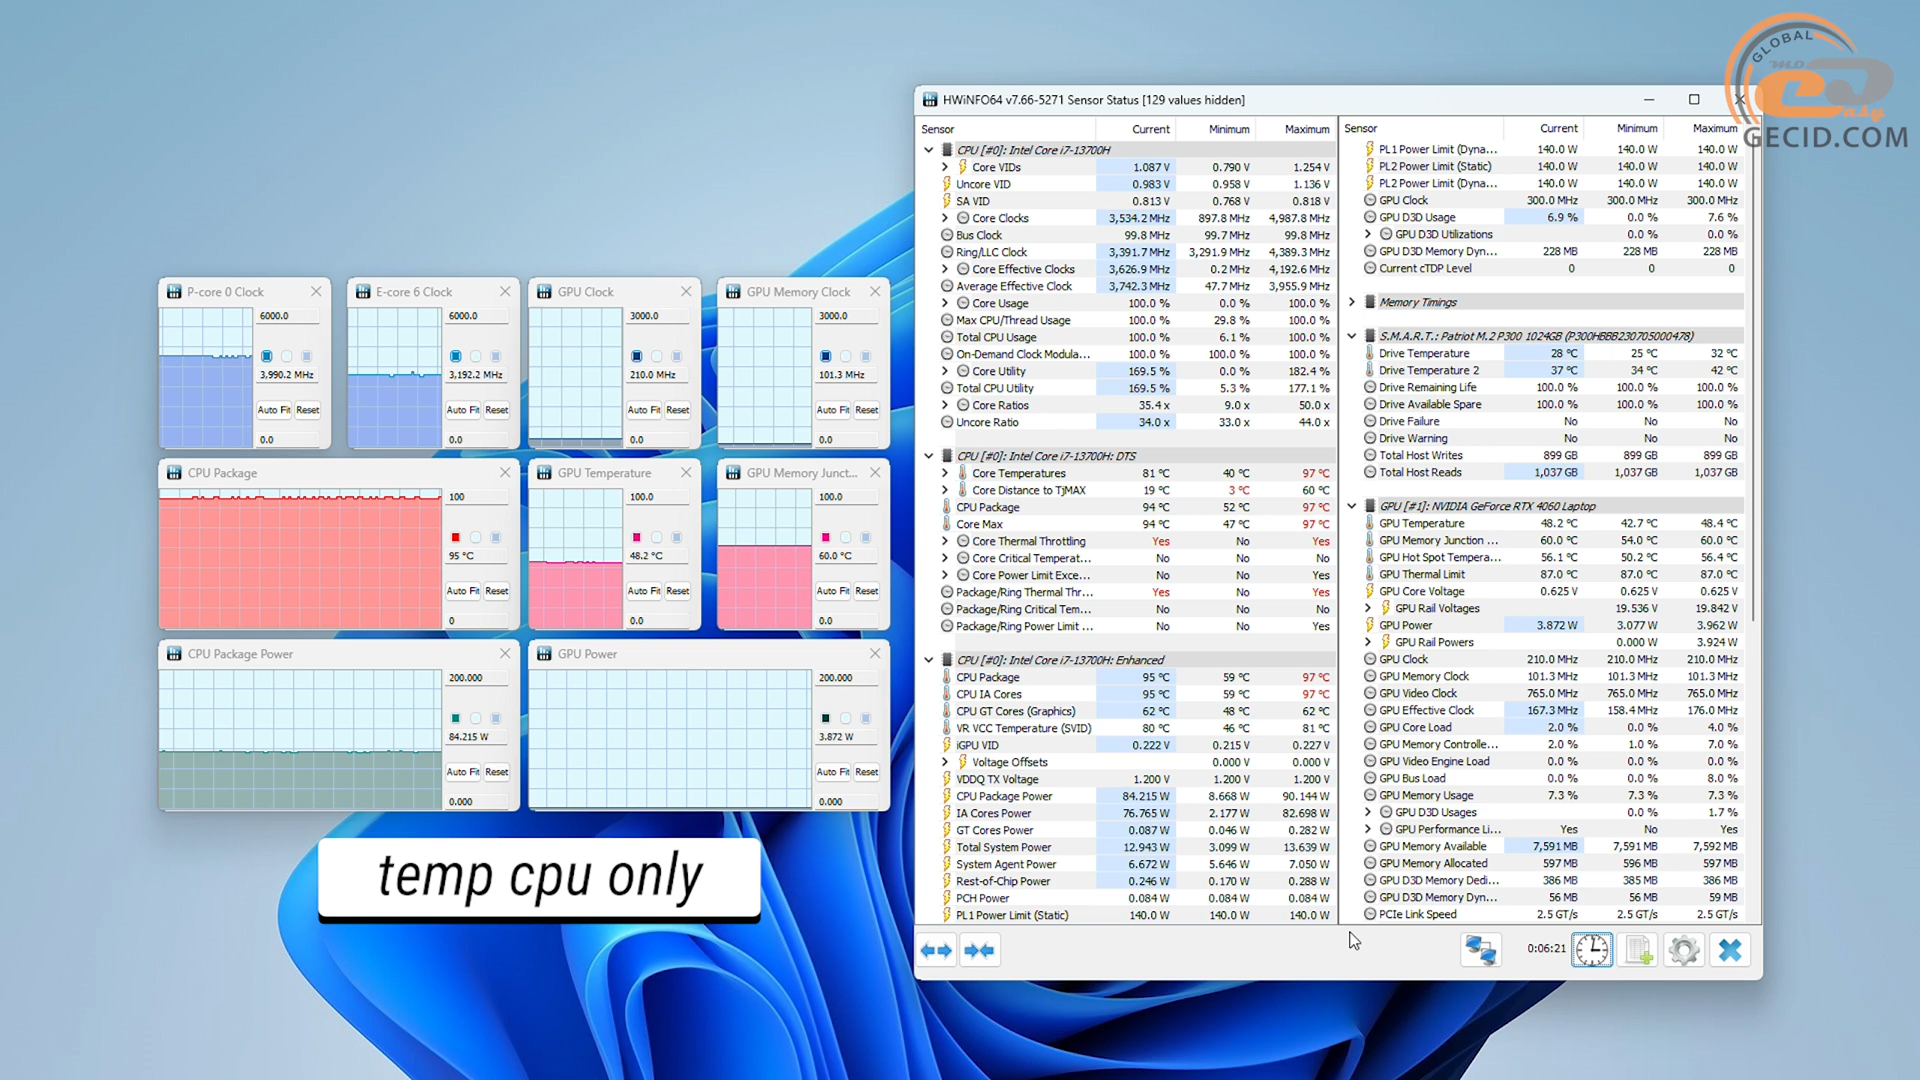 GLOBAL
GECID.COM
HWiNFO64 v7.66-5271 Sensor Status [129 values hidden]
Sensor Current Minimum Maximum
CPU [#0]: Intel Core i7-13700H
Core VIDs 1.087 V 0.790 V 1.254 V
Uncore VID 0.983 V 0.958 V 1.136 V
SA VID 0.813 V 0.768 V 0.818 V
Core Clocks 3,534.2 MHz 897.8 MHz 4,987.8 MHz
Bus Clock 99.8 MHz 99.7 MHz 99.8 MHz
Ring/LLC Clock 3,391.7 MHz 3,291.9 MHz 4,389.3 MHz
Core Effective Clocks 3,626.9 MHz 0.2 MHz 4,192.6 MHz
Average Effective Clock 3,742.3 MHz 47.7 MHz 3,955.9 MHz
Core Usage 100.0 % 0.0 % 100.0 %
Max CPU/Thread Usage 100.0 % 29.8 % 100.0 %
Total CPU Usage 100.0 % 6.1 % 100.0 %
On-Demand Clock Modula... 100.0 % 100.0 % 100.0 %
Core Utility 169.5 % 0.0 % 182.4 %
Total CPU Utility 169.5 % 5.3 % 177.1 %
Core Ratios 35.4 x 9.0 x 50.0 x
Uncore Ratio 34.0 x 33.0 x 44.0 x
CPU [#0]: Intel Core i7-13700H: DTS
Core Temperatures 81 °C 40 °C 97 °C
Core Distance to TjMAX 19 °C 3 °C 60 °C
CPU Package 94 °C 52 °C 97 °C
Core Max 94 °C 47 °C 97 °C
Core Thermal Throttling Yes No Yes
Core Critical Temperat... No No No
Core Power Limit Exce... No No Yes
Package/Ring Thermal Thr... Yes No Yes
Package/Ring Critical Tem... No No No
Package/Ring Power Limit ... No No Yes
CPU [#0]: Intel Core i7-13700H: Enhanced
CPU Package 95 °C 59 °C 97 °C
CPU IA Cores 95 °C 59 °C 97 °C
CPU GT Cores (Graphics) 62 °C 48 °C 62 °C
VR VCC Temperature (SVID) 80 °C 46 °C 81 °C
iGPU VID 0.222 V 0.215 V 0.227 V
Voltage Offsets 0.000 V 0.000 V
VDDQ TX Voltage 1.200 V 1.200 V 1.200 V
CPU Package Power 84.215 W 8.668 W 90.144 W
IA Cores Power 76.765 W 2.177 W 82.698 W
GT Cores Power 0.087 W 0.046 W 0.282 W
Total System Power 12.943 W 3.099 W 13.639 W
System Agent Power 6.672 W 5.646 W 7.050 W
Rest-of-Chip Power 0.246 W 0.170 W 0.288 W
PCH Power 0.084 W 0.084 W 0.084 W
PL1 Power Limit (Static) 140.0 W 140.0 W 140.0 W
Sensor Current Minimum Maximum
PL1 Power Limit (Dyna... 140.0 W 140.0 W 140.0 W
PL2 Power Limit (Static) 140.0 W 140.0 W 140.0 W
PL2 Power Limit (Dyna... 140.0 W 140.0 W 140.0 W
GPU Clock 300.0 MHz 300.0 MHz 300.0 MHz
GPU D3D Usage 6.9 % 0.0 % 7.6 %
GPU D3D Utilizations 0.0 % 0.0 %
GPU D3D Memory Dyn... 228 MB 228 MB 228 MB
Current cTDP Level 0 0 0
Memory Timings
S.M.A.R.T.: Patriot M.2 P300 1024GB (P300HBBB230705000478)
Drive Temperature 28 °C 25 °C 32 °C
Drive Temperature 2 37 °C 34 °C 42 °C
Drive Remaining Life 100.0 % 100.0 % 100.0 %
Drive Available Spare 100.0 % 100.0 % 100.0 %
Drive Failure No No No
Drive Warning No No No
Total Host Writes 899 GB 899 GB 899 GB
Total Host Reads 1,037 GB 1,037 GB 1,037 GB
GPU [#1]: NVIDIA GeForce RTX 4060 Laptop
GPU Temperature 48.2 °C 42.7 °C 48.4 °C
GPU Memory Junction ... 60.0 °C 54.0 °C 60.0 °C
GPU Hot Spot Tempera... 56.1 °C 50.2 °C 56.4 °C
GPU Thermal Limit 87.0 °C 87.0 °C 87.0 °C
GPU Core Voltage 0.625 V 0.625 V 0.625 V
GPU Rail Voltages 19.536 V 19.842 V
GPU Power 3.872 W 3.077 W 3.962 W
GPU Rail Powers 0.000 W 3.924 W
GPU Clock 210.0 MHz 210.0 MHz 210.0 MHz
GPU Memory Clock 101.3 MHz 101.3 MHz 101.3 MHz
GPU Video Clock 765.0 MHz 765.0 MHz 765.0 MHz
GPU Effective Clock 167.3 MHz 158.4 MHz 176.0 MHz
GPU Core Load 2.0 % 0.0 % 4.0 %
GPU Memory Controlle... 2.0 % 1.0 % 7.0 %
GPU Video Engine Load 0.0 % 0.0 % 0.0 %
GPU Bus Load 0.0 % 0.0 % 8.0 %
GPU Memory Usage 7.3 % 7.3 % 7.3 %
GPU D3D Usages 0.0 % 1.7 %
GPU Performance Li... Yes No Yes
GPU Memory Available 7,591 MB 7,591 MB 7,592 MB
GPU Memory Allocated 597 MB 596 MB 597 MB
GPU D3D Memory Dedi... 386 MB 385 MB 386 MB
GPU D3D Memory Dyn... 56 MB 56 MB 59 MB
PCIe Link Speed 2.5 GT/s 2.5 GT/s 2.5 GT/s
0:06:21
P-core 0 Clock
6000.0
3,990.2 MHz
Auto Fit Reset
0.0
E-core 6 Clock
6000.0
3,192.2 MHz
Auto Fit Reset
0.0
GPU Clock
3000.0
210.0 MHz
Auto Fit Reset
0.0
GPU Memory Clock
3000.0
101.3 MHz
Auto Fit Reset
0.0
CPU Package
100
95 °C
Auto Fit Reset
0
GPU Temperature
100.0
48.2 °C
Auto Fit Reset
0.0
GPU Memory Junct...
100.0
60.0 °C
Auto Fit Reset
0.0
CPU Package Power
200.000
84.215 W
Auto Fit Reset
0.000
GPU Power
200.000
3.872 W
Auto Fit Reset
0.000
temp cpu only